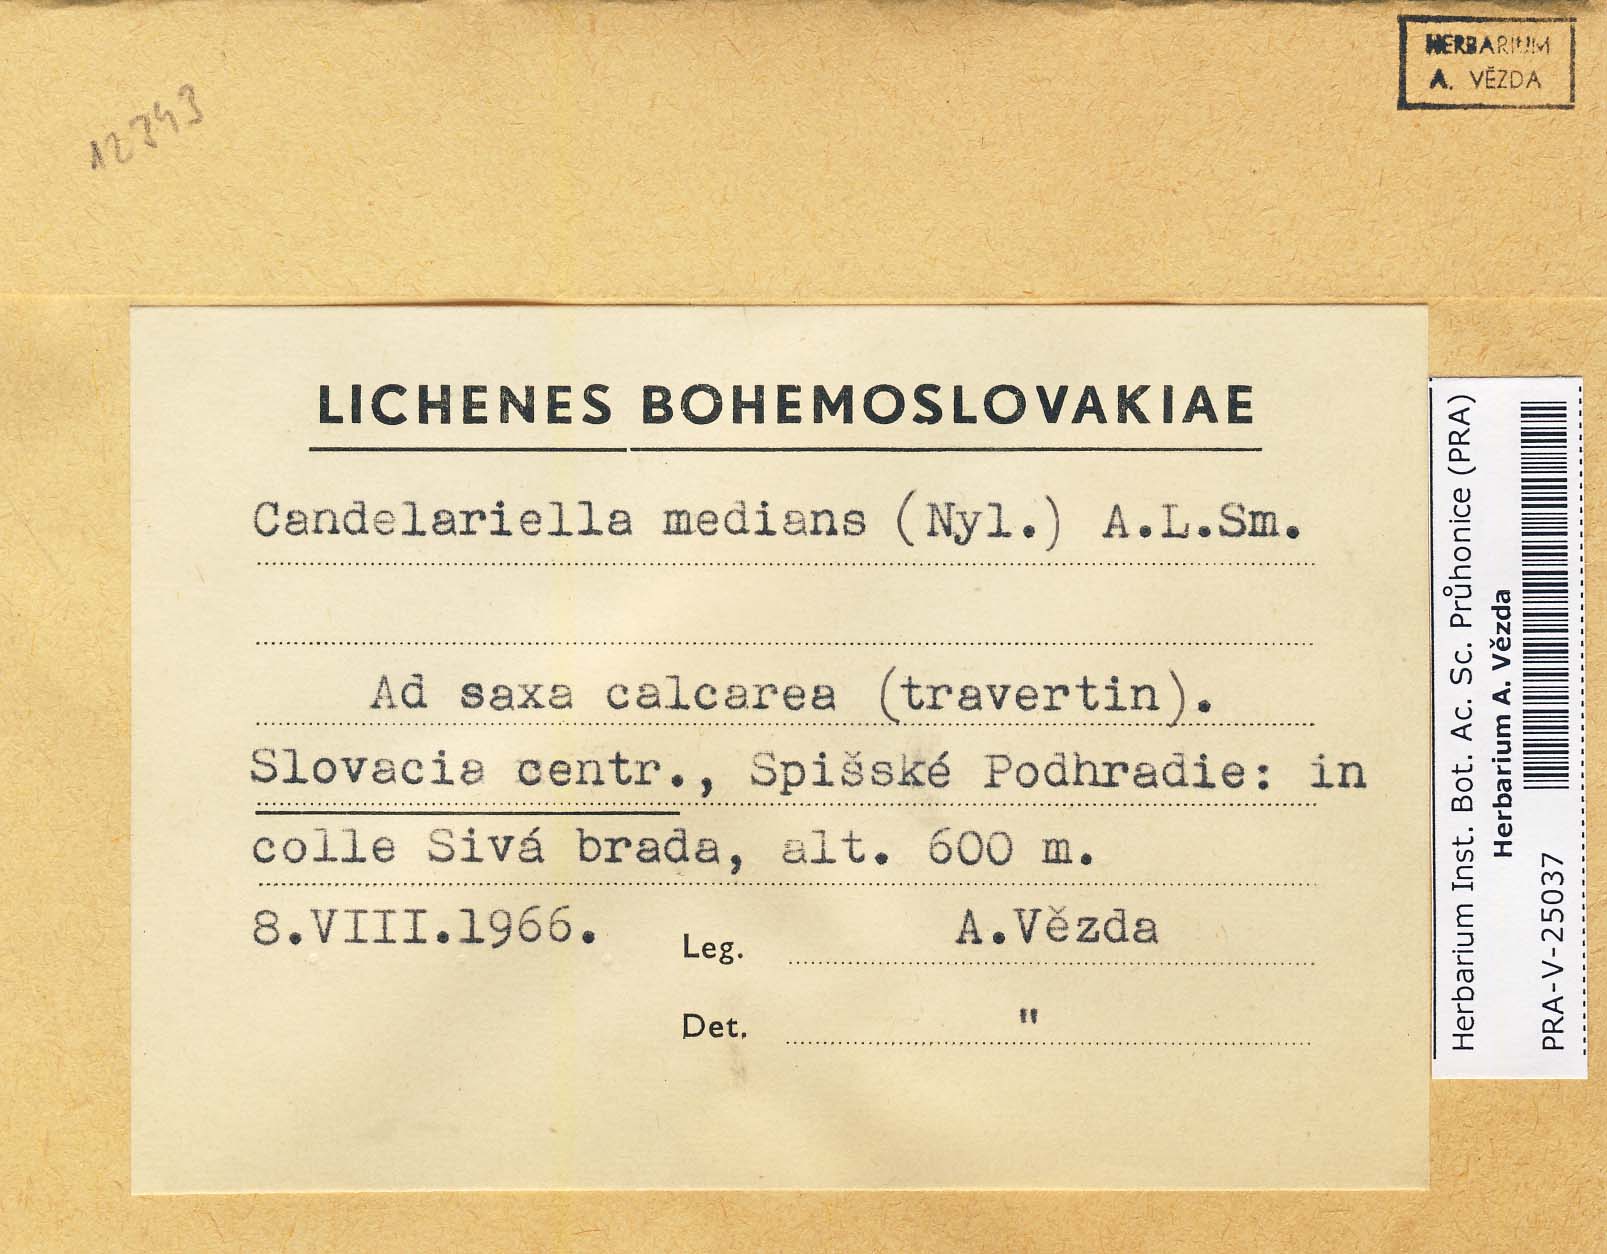 HERBARIUM
A. VĚZDA
LICHENES BOHEMOSLOVAKIAE
Candelariella medians (Nyl.) A.L.Sm.
Ad saxa calcarea (travertin).
Slovacia centr., Spišské Podhradie: in
colle Sivá brada, alt. 600 m.
8.VIII.1966. Leg. A.Vězda
Det. "
Herbarium Inst. Bot. Ac. Sc. Průhonice (PRA)
Herbarium A. Vězda
PRA-V-25037